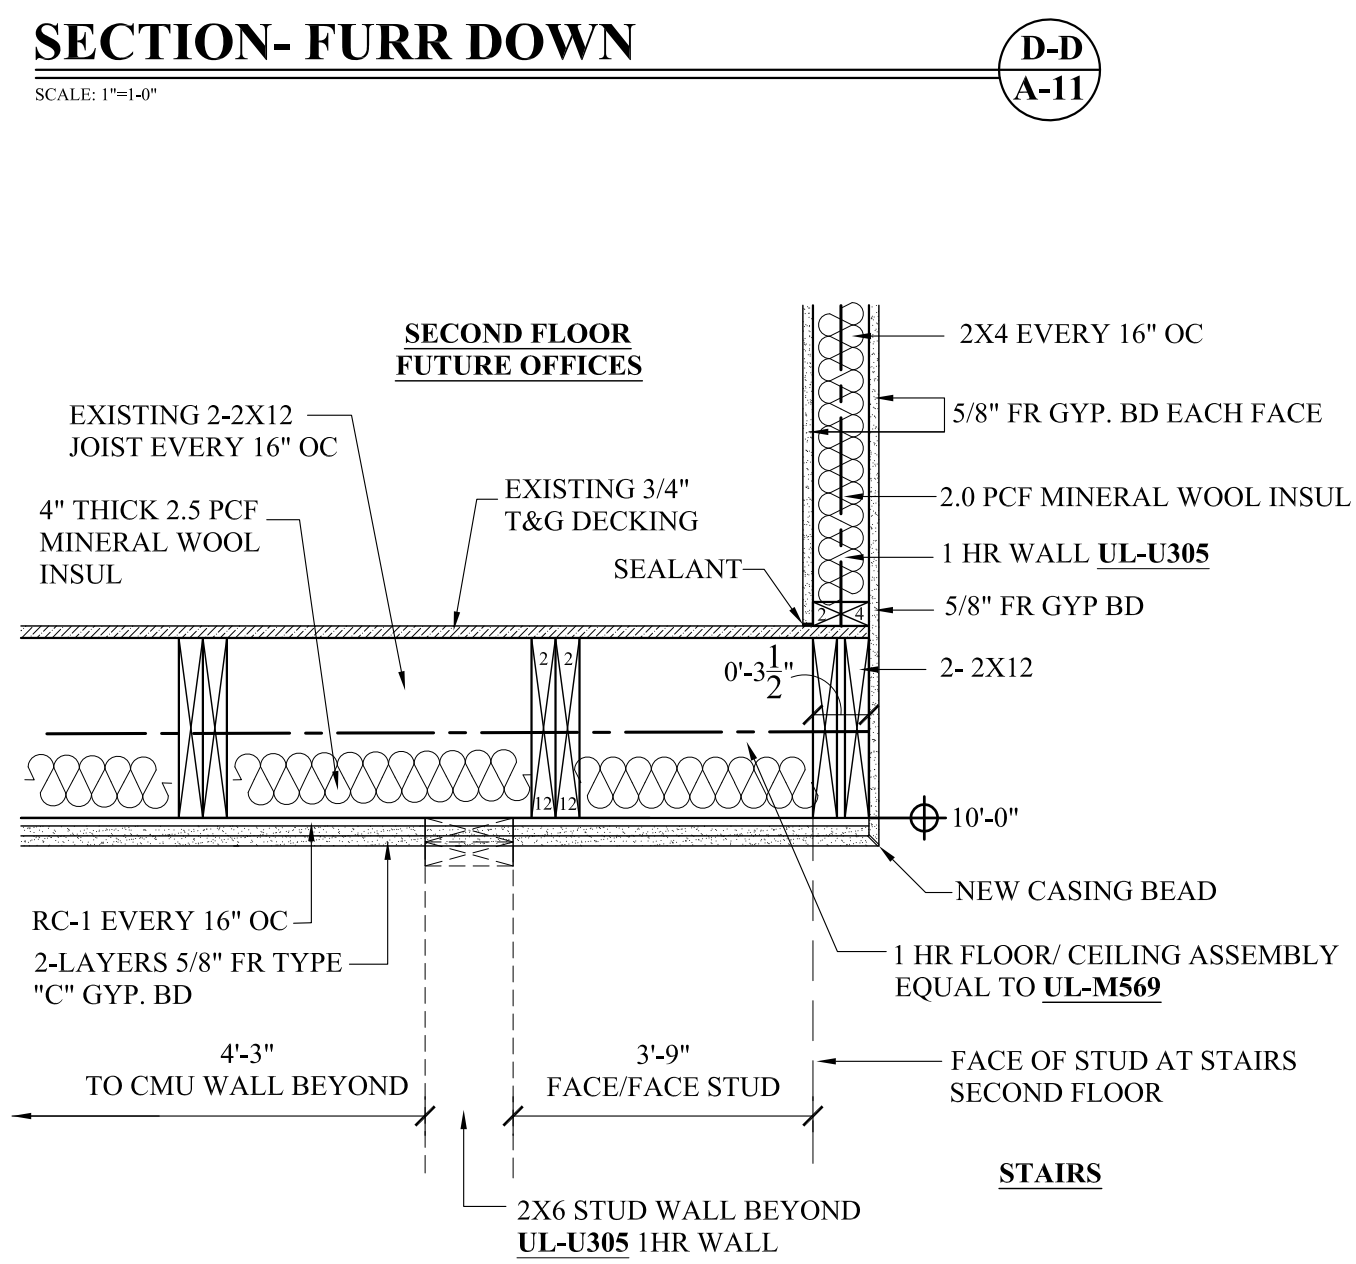 SECTION- FURR DOWN
SCALE: 1"=1-0"
D-D
A-11
SECOND FLOOR
FUTURE OFFICES
2X4 EVERY 16" OC
EXISTING 2-2X12
JOIST EVERY 16" OC
5/8" FR GYP. BD EACH FACE
4" THICK 2.5 PCF
MINERAL WOOL
INSUL
EXISTING 3/4"
T&G DECKING
2.0 PCF MINERAL WOOL INSUL
SEALANT
1 HR WALL UL-U305
5/8" FR GYP BD
2 4
2 2
0'-3 1/2"
2- 2X12
12 12
10'-0"
NEW CASING BEAD
RC-1 EVERY 16" OC
2-LAYERS 5/8" FR TYPE
"C" GYP. BD
1 HR FLOOR/ CEILING ASSEMBLY
EQUAL TO UL-M569
4'-3"
TO CMU WALL BEYOND
3'-9"
FACE/FACE STUD
FACE OF STUD AT STAIRS
SECOND FLOOR
STAIRS
2X6 STUD WALL BEYOND
UL-U305 1HR WALL